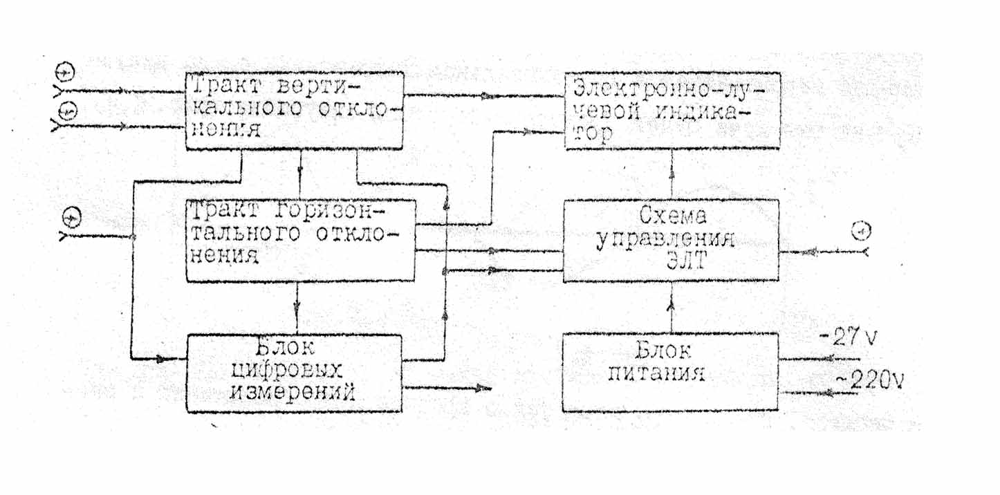 Тракт верти-
кального откло-
нения
Электронно-лу-
чевой индика-
тор
Тракт горизон-
тального откло-
нения
Схема
управления
ЭЛТ
Блок
цифровых
измерений
Блок
питания
-27v
~220v